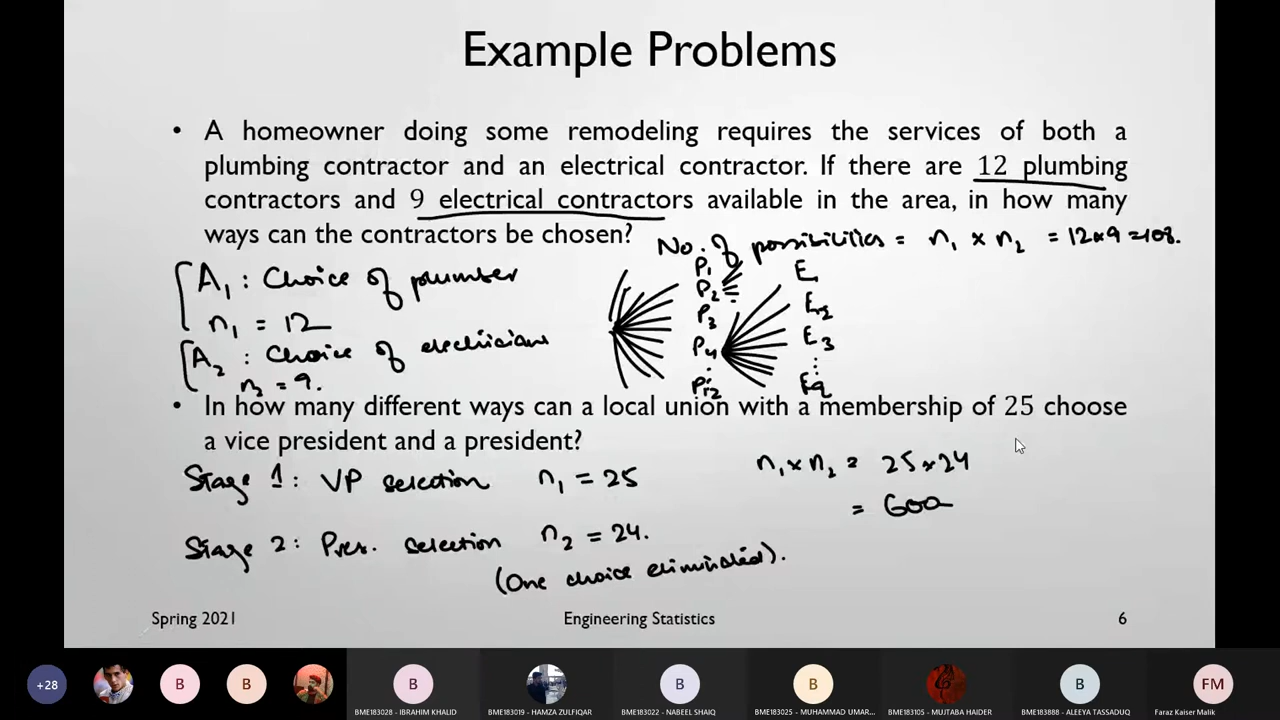 Example Problems
• A homeowner doing some remodeling requires the services of both a
plumbing contractor and an electrical contractor. If there are 12 plumbing
contractors and 9 electrical contractors available in the area, in how many
ways can the contractors be chosen?
No. of possibilities = n₁ × n₂ = 12×9 = 108.
A₁ : Choice of plumber
n₁ = 12
A₂ : Choice of electricians
n₂ = 9.
P₁
P₂
P₃
P₄
⋮
P₁₂
E₁
E₂
E₃
⋮
E₉
• In how many different ways can a local union with a membership of 25 choose
a vice president and a president?
Stage 1: VP selection n₁ = 25
n₁×n₂ = 25×24
= 600
Stage 2: Pres. selection n₂ = 24.
(One choice eliminated).
Spring 2021
Engineering Statistics
6
+28
B
B
B
B
B
B
FM
BME183028 - IBRAHIM KHALID
BME183019 - HAMZA ZULFIQAR
BME183022 - NABEEL SHAIQ
BME183025 - MUHAMMAD UMAR...
BME183105 - MUJTABA HAIDER
BME183888 - ALEEYA TASSADUQ
Faraz Kaiser Malik